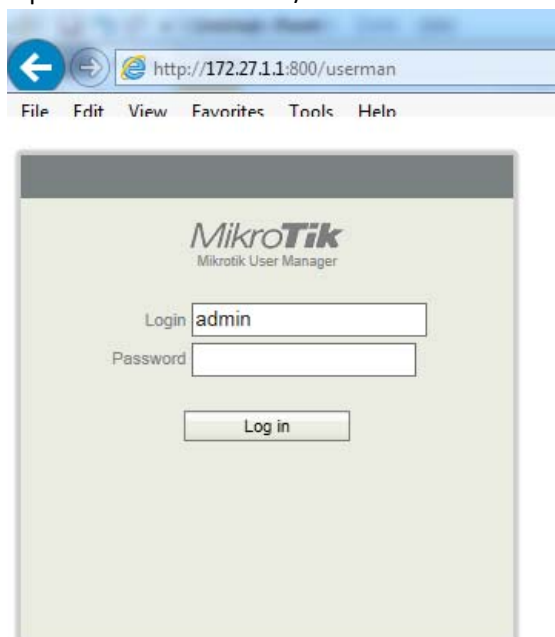 http://172.27.1.1:800/userman
File Edit View Favorites Tools Help
MikroTik
Mikrotik User Manager
Login admin
Password
Log in